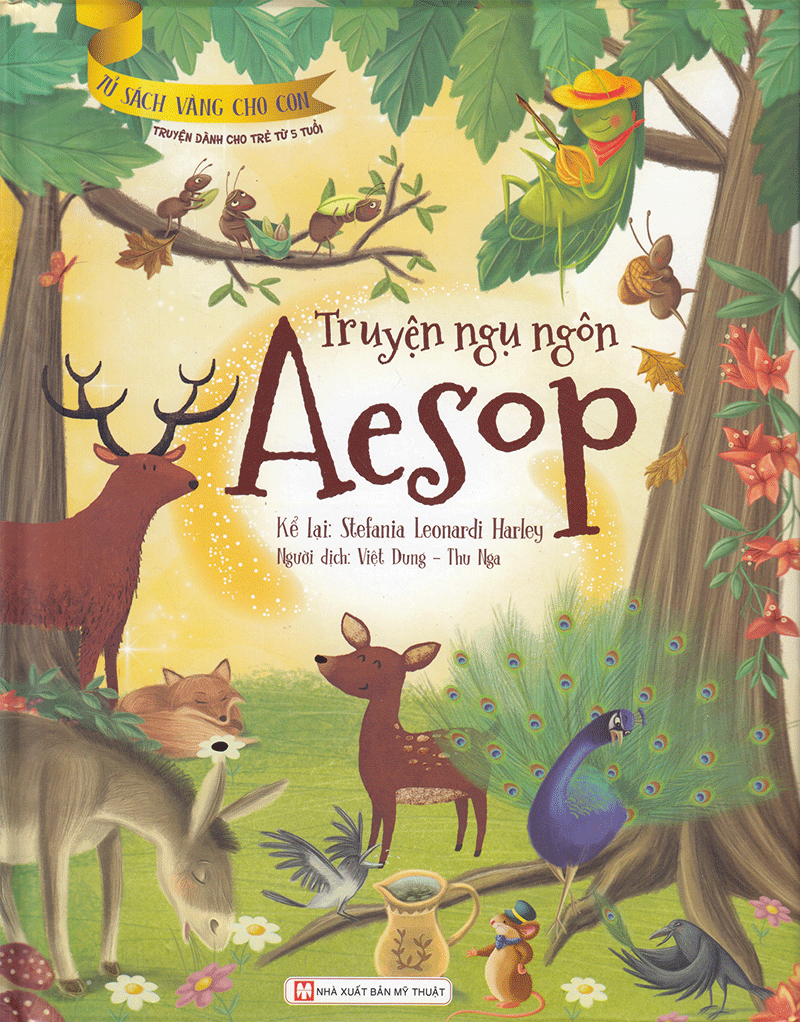 TỦ SÁCH VÀNG CHO CON
TRUYỆN DÀNH CHO TRẺ TỪ 5 TUỔI
Truyện ngụ ngôn
Aesop
Kể lại: Stefania Leonardi Harley
Người dịch: Việt Dung - Thu Nga
NHÀ XUẤT BẢN MỸ THUẬT